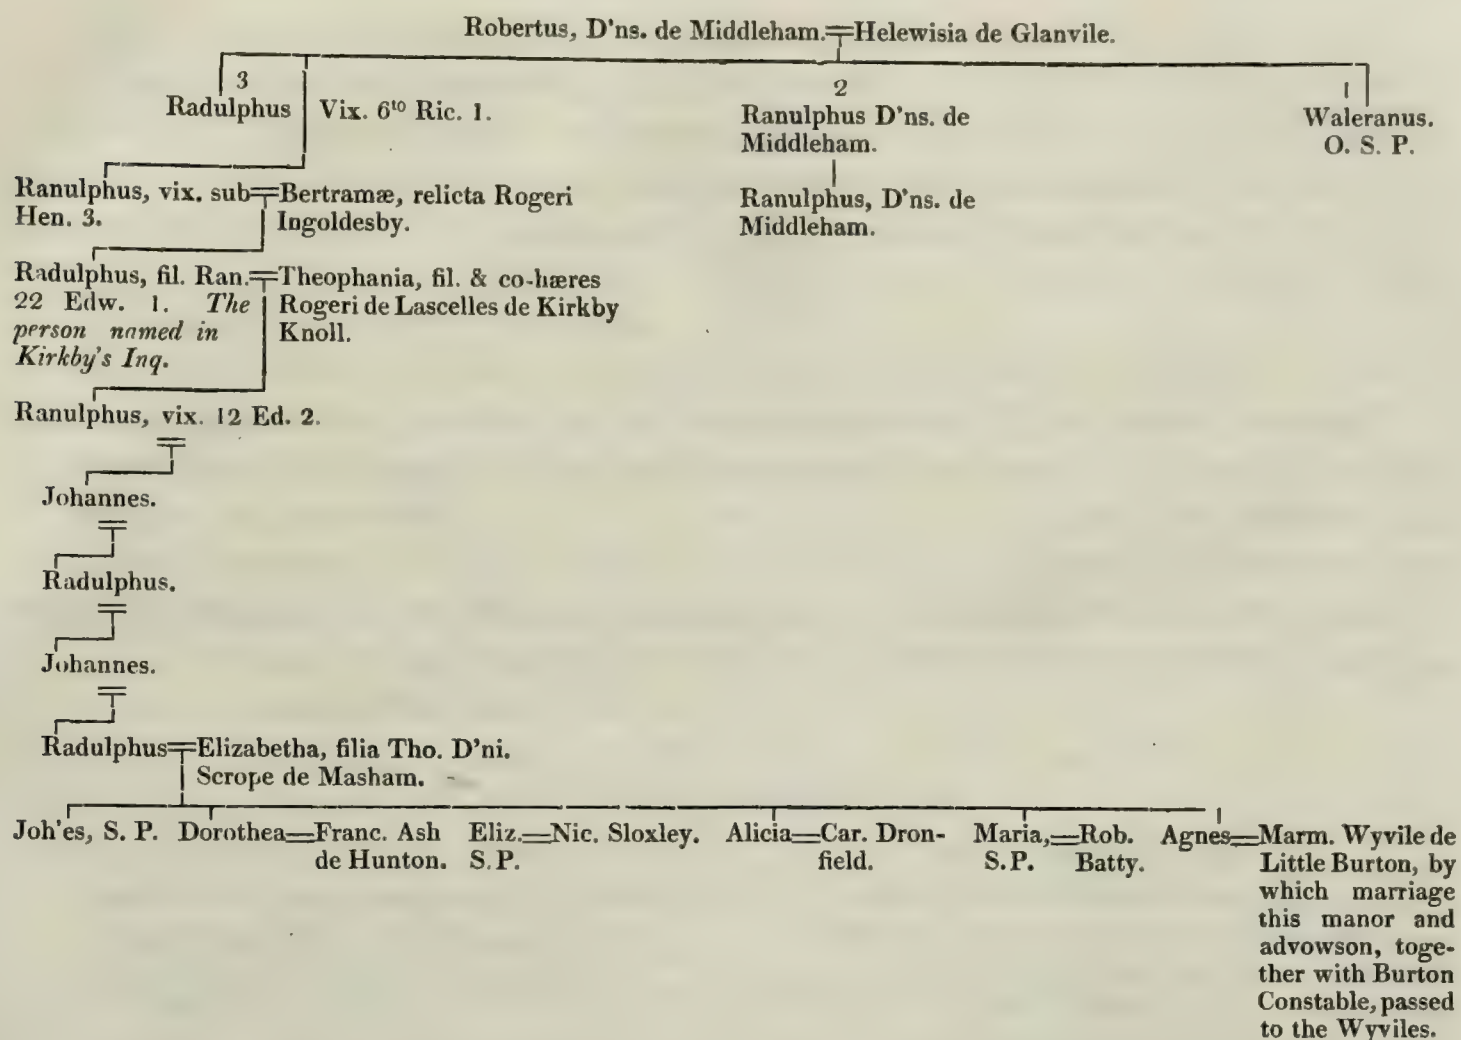 Robertus, D'ns. de Middleham.=Helewisia de Glanvile.
3
Radulphus
Vix. 6to Ric. 1.
2
Ranulphus D'ns. de
Middleham.
1
Waleranus.
O. S. P.
Ranulphus, vix. sub=Bertramæ, relicta Rogeri
Hen. 3.
Ingoldesby.
Ranulphus, D'ns. de
Middleham.
Radulphus, fil. Ran.=Theophania, fil. & co-hæres
22 Edw. 1. The
Rogeri de Lascelles de Kirkby
person named in
Knoll.
Kirkby's Inq.
Ranulphus, vix. 12 Ed. 2.
Johannes.
Radulphus.
Johannes.
Radulphus=Elizabetha, filia Tho. D'ni.
Scrope de Masham.
Joh'es, S. P.
Dorothea=Franc. Ash
de Hunton.
Eliz.=Nic. Sloxley.
S. P.
Alicia=Car. Dron-
field.
Maria,=Rob.
S. P.
Batty.
Agnes=Marm. Wyvile de
Little Burton, by
which marriage
this manor and
advowson, toge-
ther with Burton
Constable, passed
to the Wyviles.